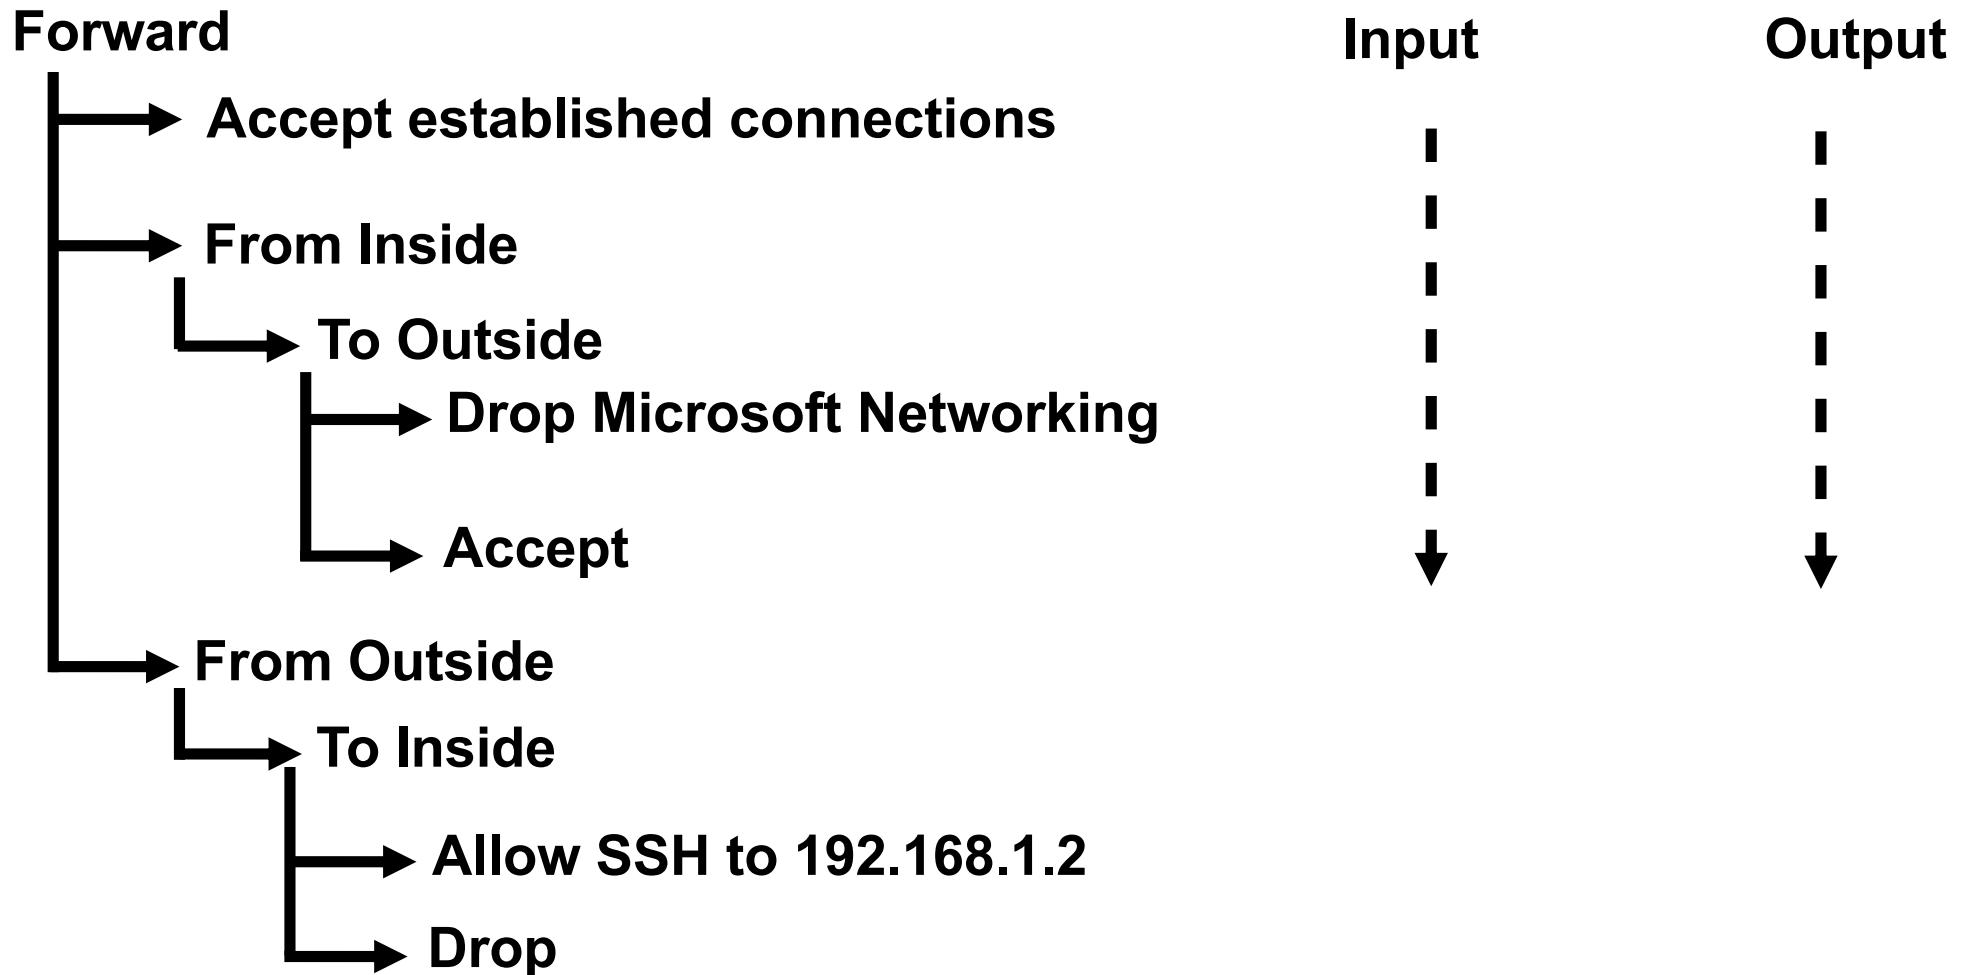 Forward
Input
Output
Accept established connections
From Inside
To Outside
Drop Microsoft Networking
Accept
From Outside
To Inside
Allow SSH to 192.168.1.2
Drop